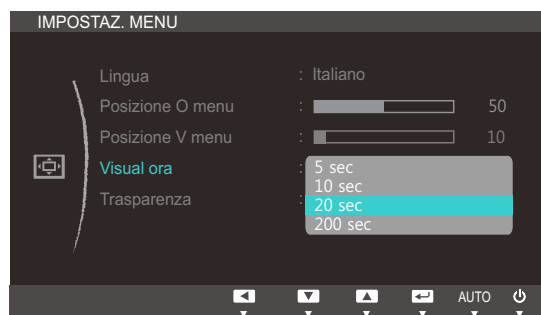 IMPOSTAZ. MENU
Lingua : Italiano
Posizione O menu : 50
Posizione V menu : 10
Visual ora : 5 sec
10 sec
Trasparenza : 20 sec
200 sec
AUTO